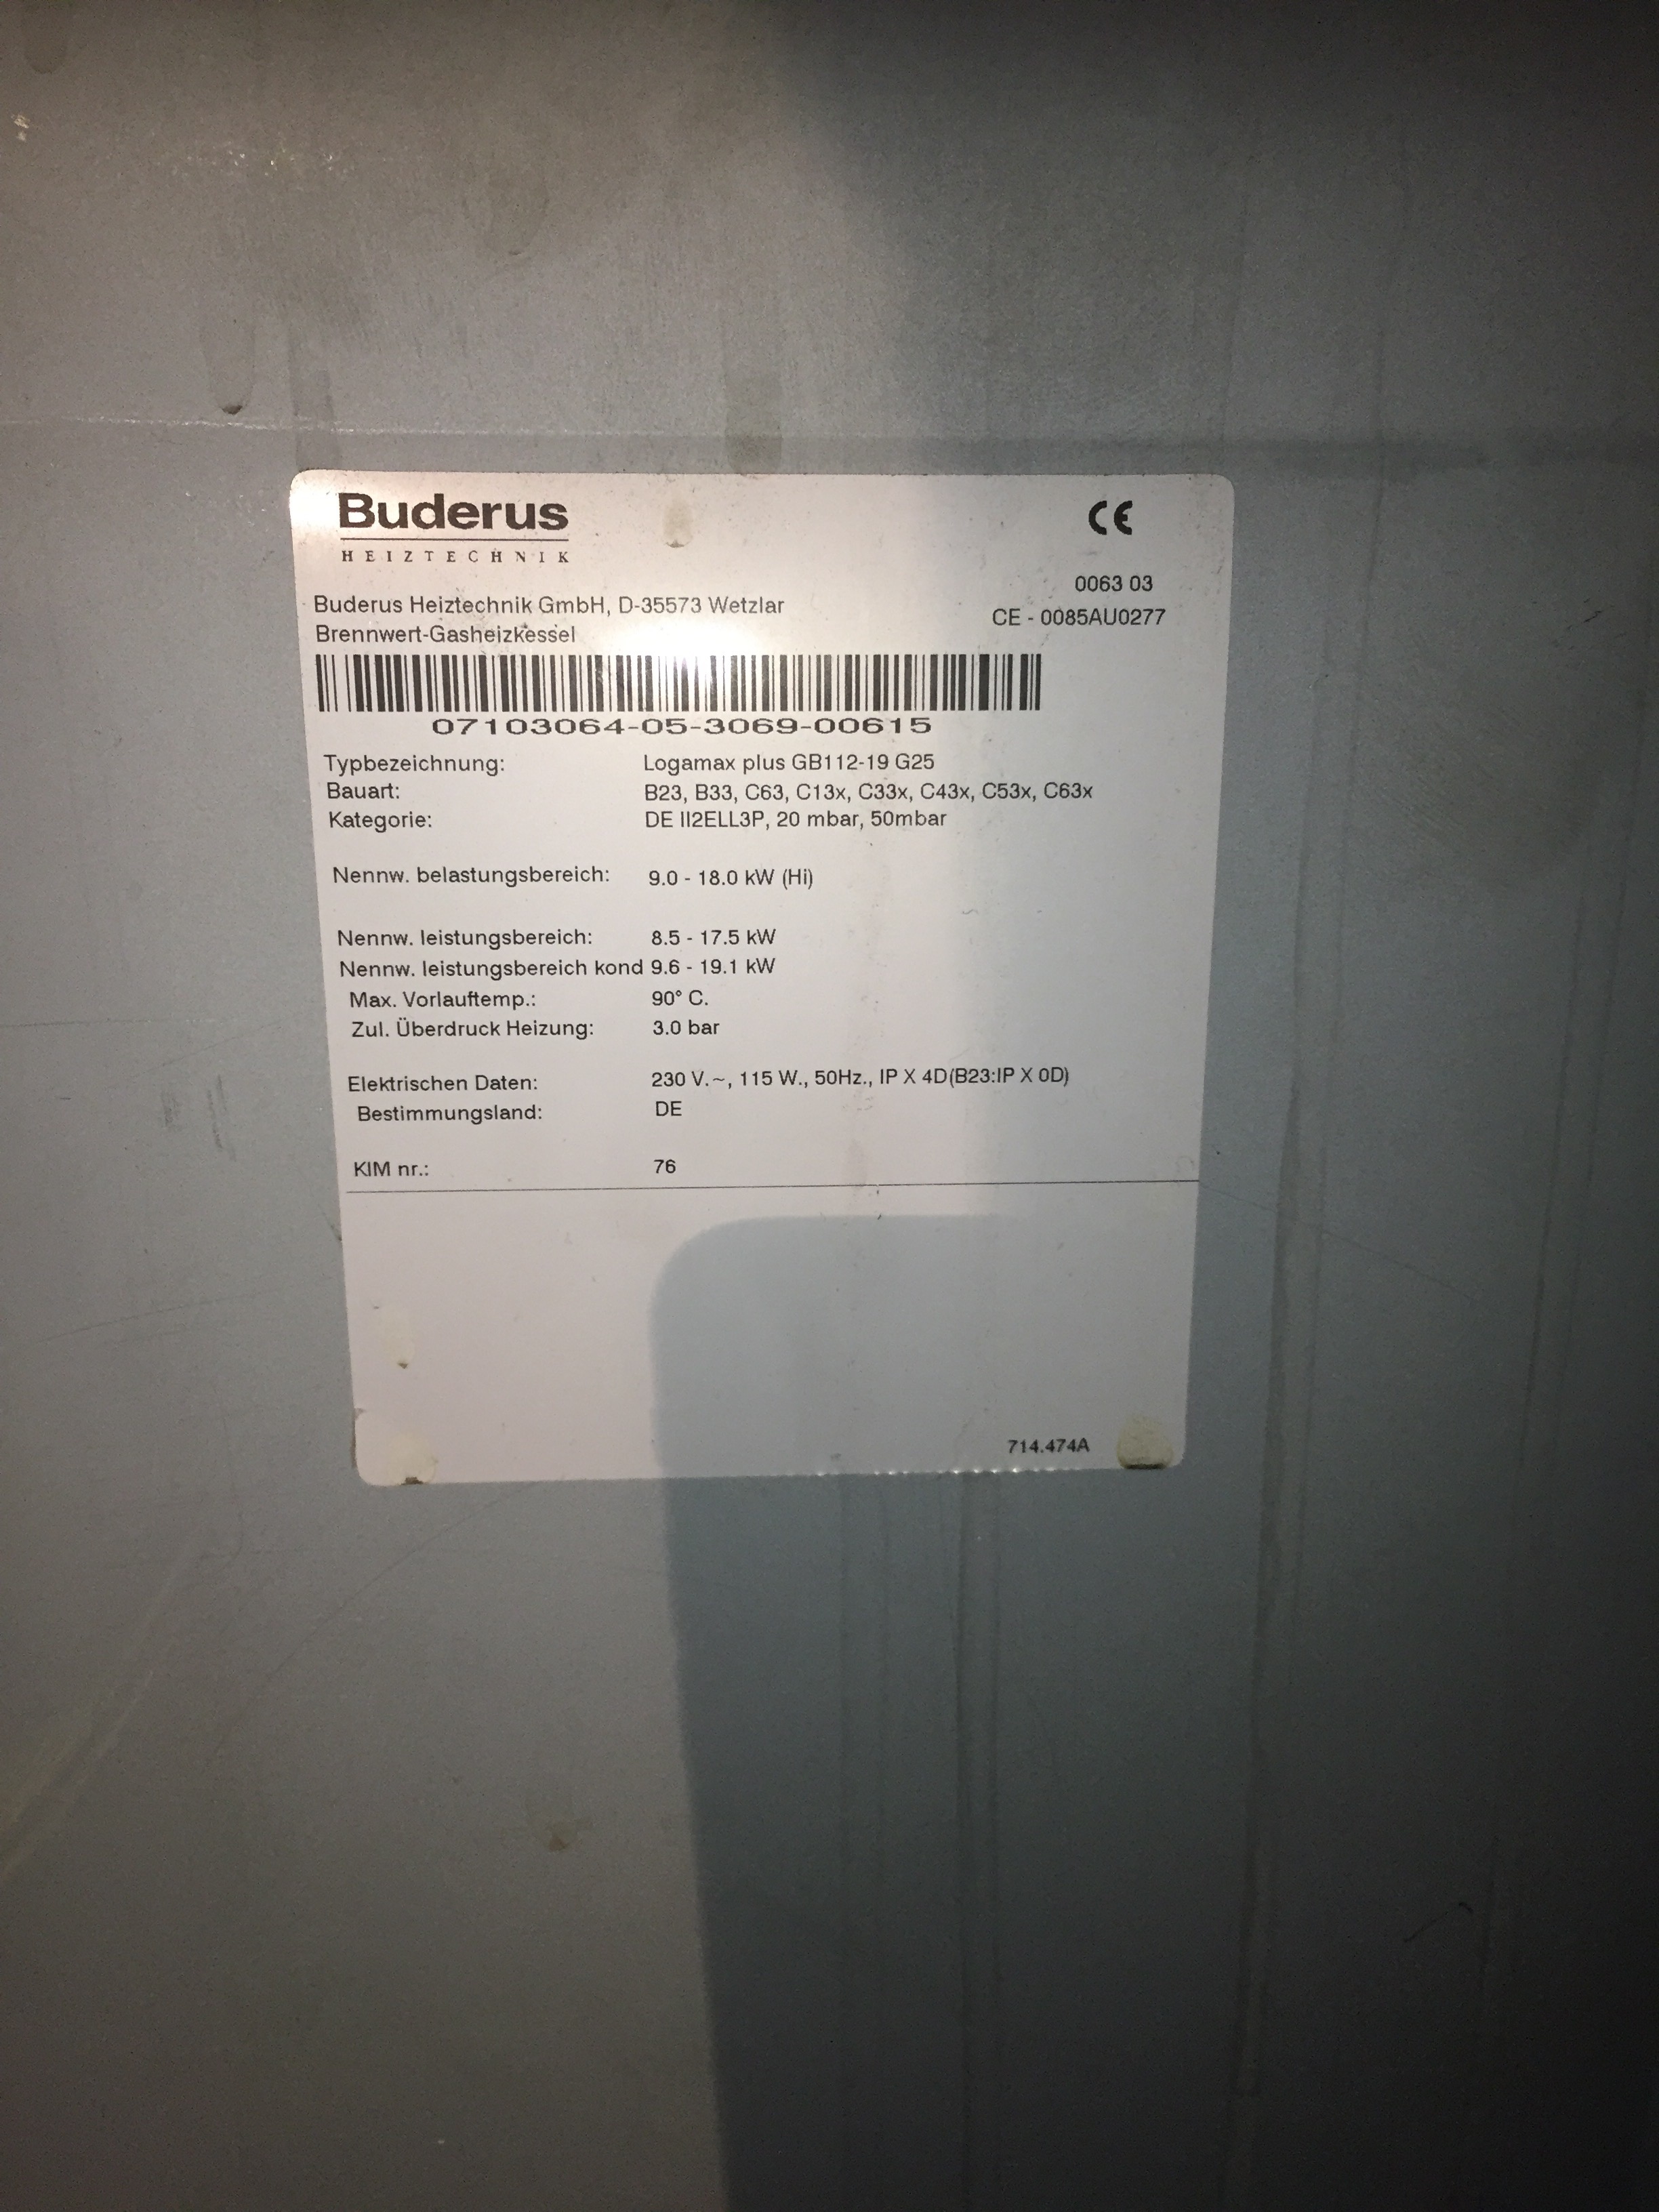 Buderus
HEIZTECHNIK
CE
0063 03
Buderus Heiztechnik GmbH, D-35573 Wetzlar
CE - 0085AU0277
Brennwert-Gasheizkessel
07103064-05-3069-00615
Typbezeichnung: Logamax plus GB112-19 G25
Bauart: B23, B33, C63, C13x, C33x, C43x, C53x, C63x
Kategorie: DE II2ELL3P, 20 mbar, 50mbar
Nennw. belastungsbereich: 9.0 - 18.0 kW (Hi)
Nennw. leistungsbereich: 8.5 - 17.5 kW
Nennw. leistungsbereich kond 9.6 - 19.1 kW
Max. Vorlauftemp.: 90° C.
Zul. Überdruck Heizung: 3.0 bar
Elektrischen Daten: 230 V.~, 115 W., 50Hz., IP X 4D(B23:IP X 0D)
Bestimmungsland: DE
KIM nr.: 76
714.474A